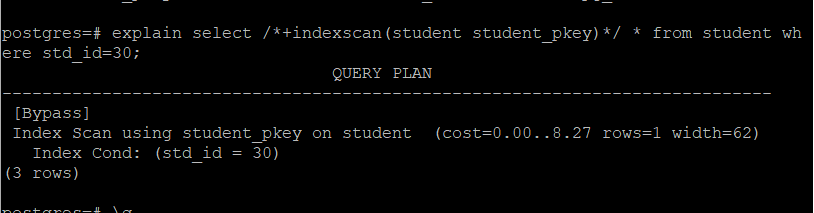 postgres=# explain select /*+indexscan(student student_pkey)*/ * from student wh
ere std_id=30;
QUERY PLAN
-----------------------------------------------------------------------------
[Bypass]
Index Scan using student_pkey on student  (cost=0.00..8.27 rows=1 width=62)
Index Cond: (std_id = 30)
(3 rows)
postgres=# \q